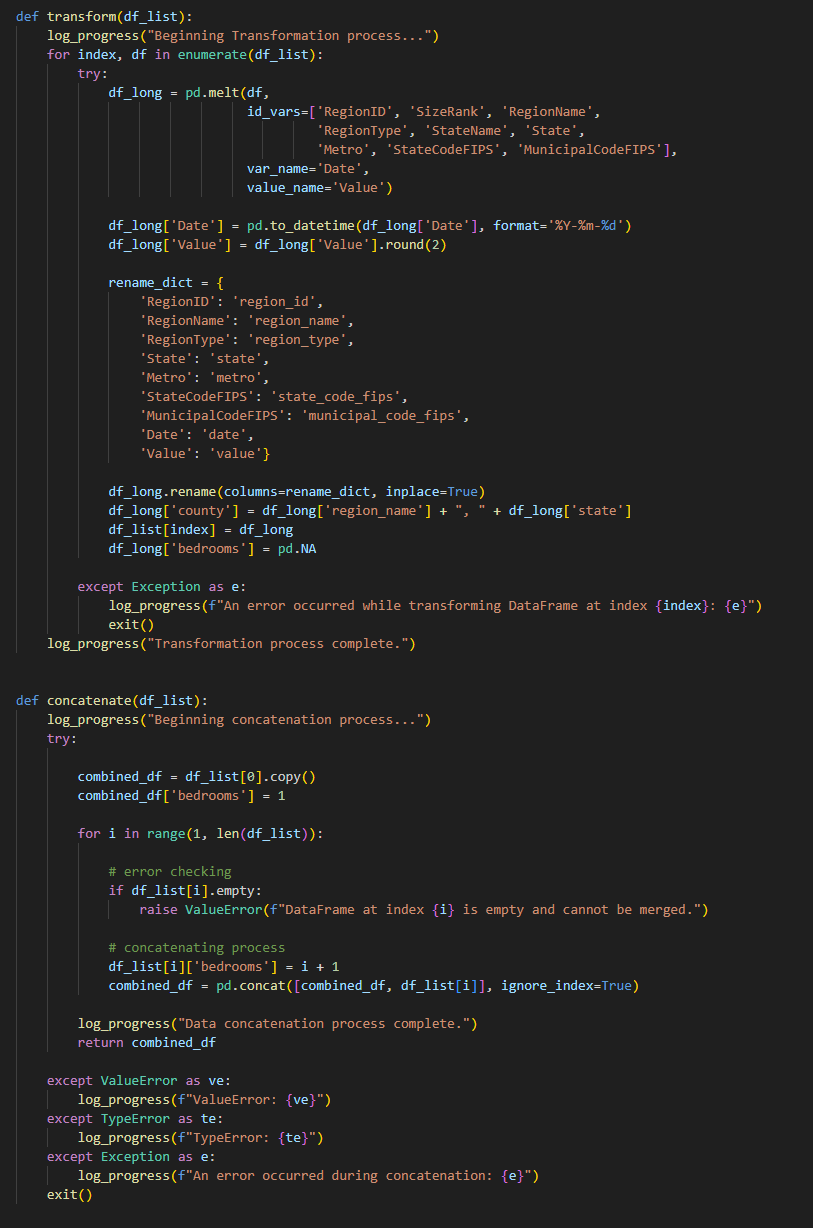 def transform(df_list):
    log_progress("Beginning Transformation process...")
    for index, df in enumerate(df_list):
        try:
            df_long = pd.melt(df,
                              id_vars=['RegionID', 'SizeRank', 'RegionName',
                                       'RegionType', 'StateName', 'State',
                                       'Metro', 'StateCodeFIPS', 'MunicipalCodeFIPS'],
                              var_name='Date',
                              value_name='Value')
            df_long['Date'] = pd.to_datetime(df_long['Date'], format='%Y-%m-%d')
            df_long['Value'] = df_long['Value'].round(2)
            rename_dict = {
                'RegionID': 'region_id',
                'RegionName': 'region_name',
                'RegionType': 'region_type',
                'State': 'state',
                'Metro': 'metro',
                'StateCodeFIPS': 'state_code_fips',
                'MunicipalCodeFIPS': 'municipal_code_fips',
                'Date': 'date',
                'Value': 'value'}
            df_long.rename(columns=rename_dict, inplace=True)
            df_long['county'] = df_long['region_name'] + ", " + df_long['state']
            df_list[index] = df_long
            df_long['bedrooms'] = pd.NA
        except Exception as e:
            log_progress(f"An error occurred while transforming DataFrame at index {index}: {e}")
            exit()
    log_progress("Transformation process complete.")
def concatenate(df_list):
    log_progress("Beginning concatenation process...")
    try:
        combined_df = df_list[0].copy()
        combined_df['bedrooms'] = 1
        for i in range(1, len(df_list)):
            # error checking
            if df_list[i].empty:
                raise ValueError(f"DataFrame at index {i} is empty and cannot be merged.")
            # concatenating process
            df_list[i]['bedrooms'] = i + 1
            combined_df = pd.concat([combined_df, df_list[i]], ignore_index=True)
        log_progress("Data concatenation process complete.")
        return combined_df
    except ValueError as ve:
        log_progress(f"ValueError: {ve}")
    except TypeError as te:
        log_progress(f"TypeError: {te}")
    except Exception as e:
        log_progress(f"An error occurred during concatenation: {e}")
    exit()